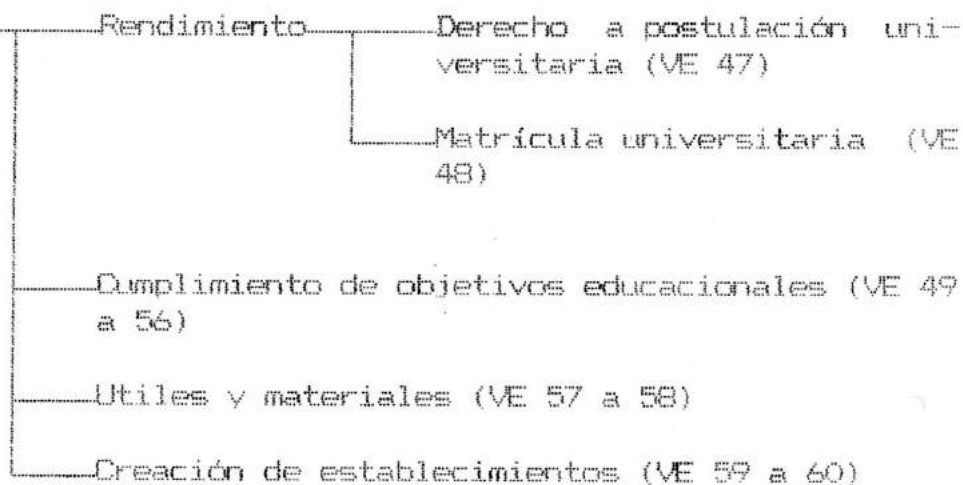 Rendimiento Derecho a postulación uni-
versitaria (VE 47)
Matrícula universitaria (VE
48)
Cumplimiento de objetivos educacionales (VE 49
a 56)
Utiles y materiales (VE 57 a 58)
Creación de establecimientos (VE 59 a 60)